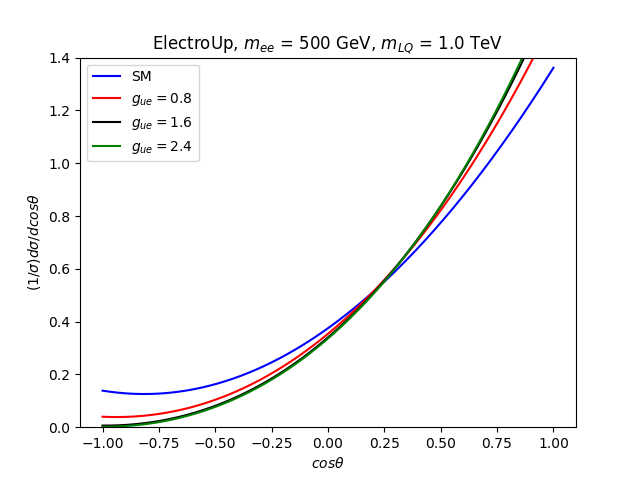 ElectroUp, $m_{ee}$ = 500 GeV, $m_{LQ}$ = 1.0 TeV
SM
$g_{ue} = 0.8$
$g_{ue} = 1.6$
$g_{ue} = 2.4$
1.4
1.2
1.0
0.8
0.6
0.4
0.2
0.0
$(1/\sigma)d\sigma/dcos\theta$
−1.00 −0.75 −0.50 −0.25 0.00 0.25 0.50 0.75 1.00
$cos\theta$